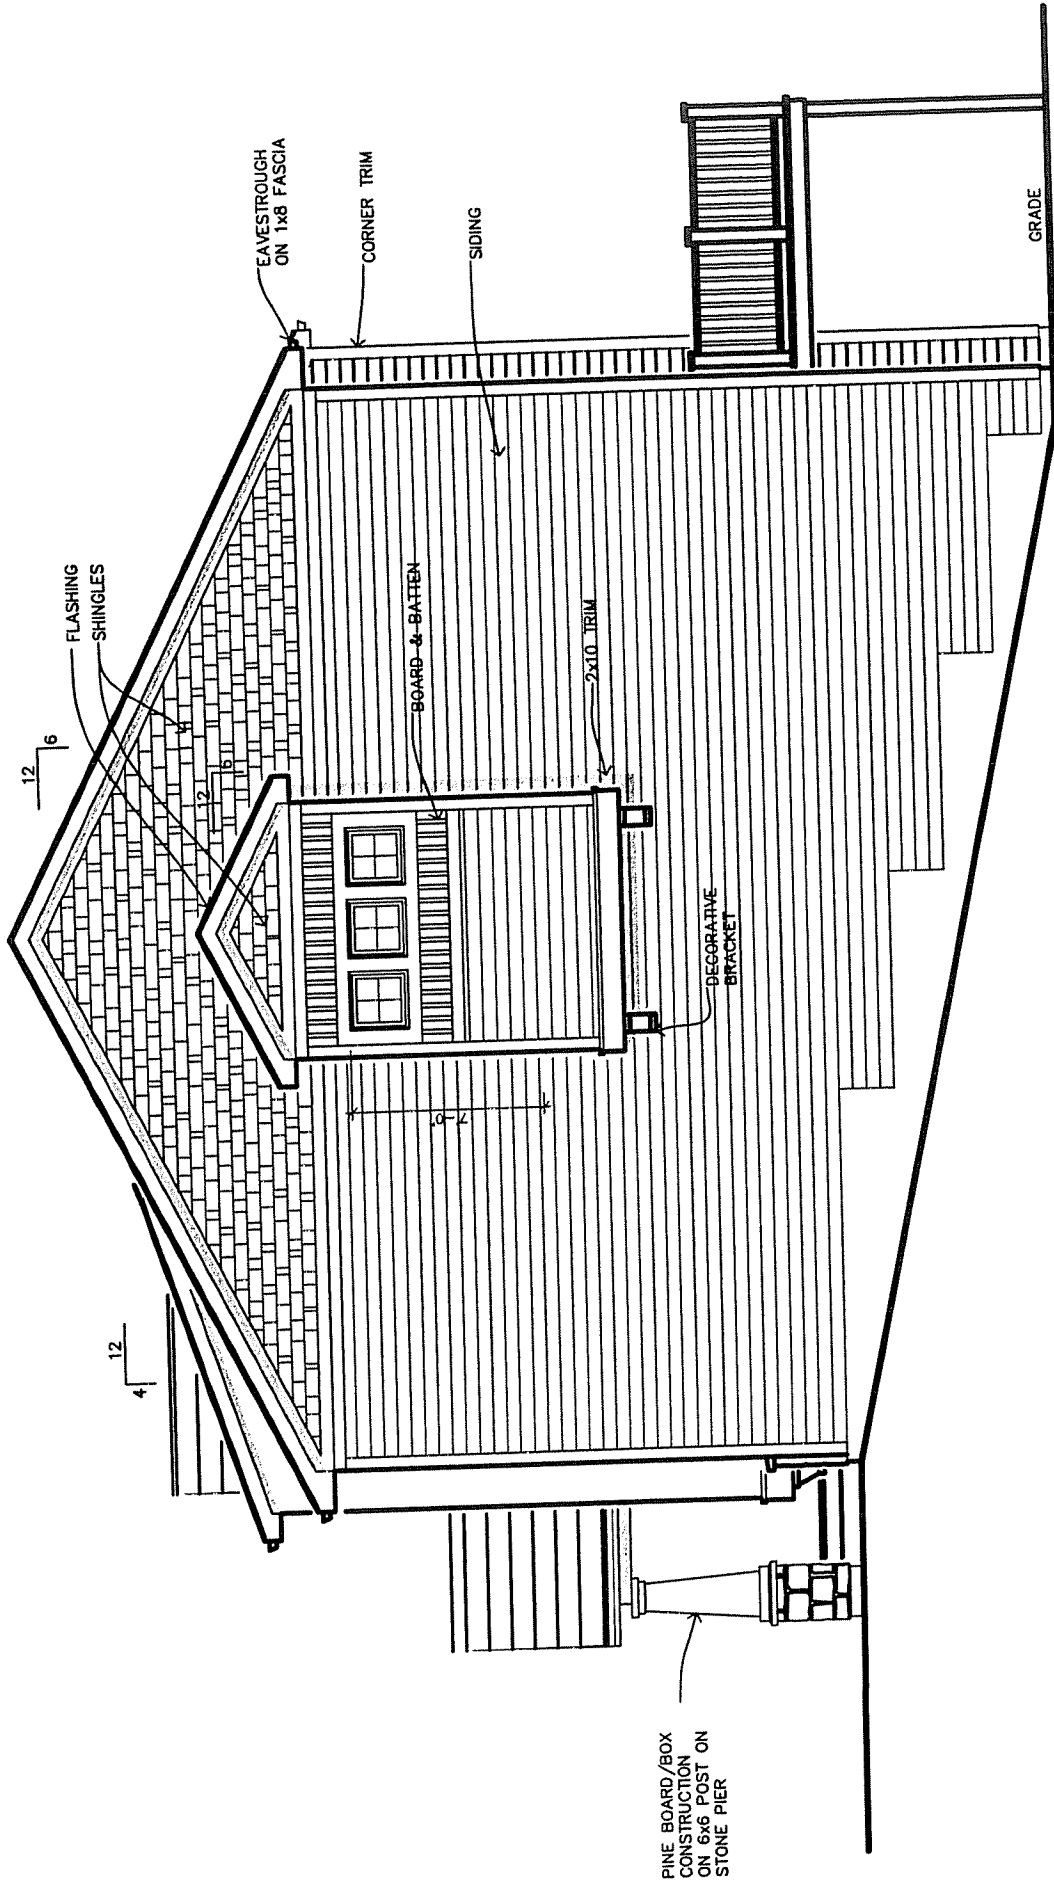 12
4
12
6
FLASHING
SHINGLES
12
6
EAVESTROUGH
ON 1x8 FASCIA
CORNER TRIM
SIDING
BOARD & BATTEN
7'-0"
2x10 TRIM
DECORATIVE
BRACKET
PINE BOARD/BOX
CONSTRUCTION
ON 6x6 POST ON
STONE PIER
GRADE